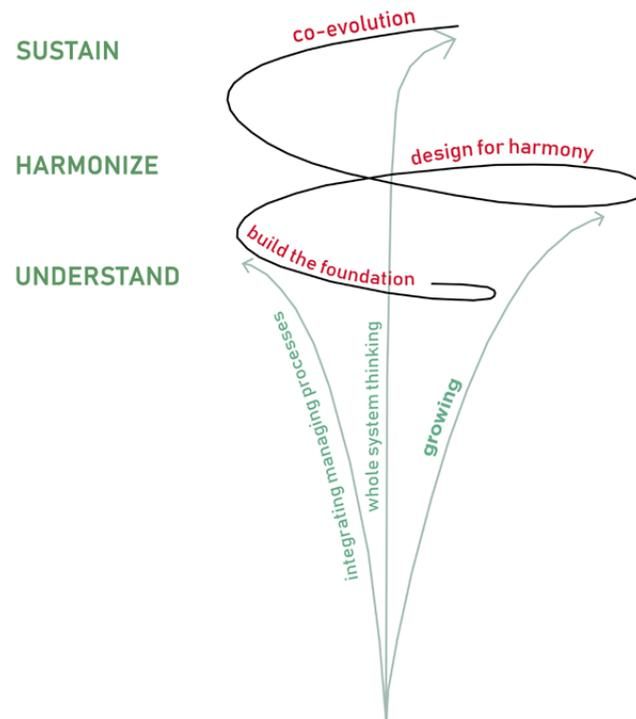 co-evolution
SUSTAIN
design for harmony
HARMONIZE
build the foundation
UNDERSTAND
integrating managing processes
whole system thinking
growing